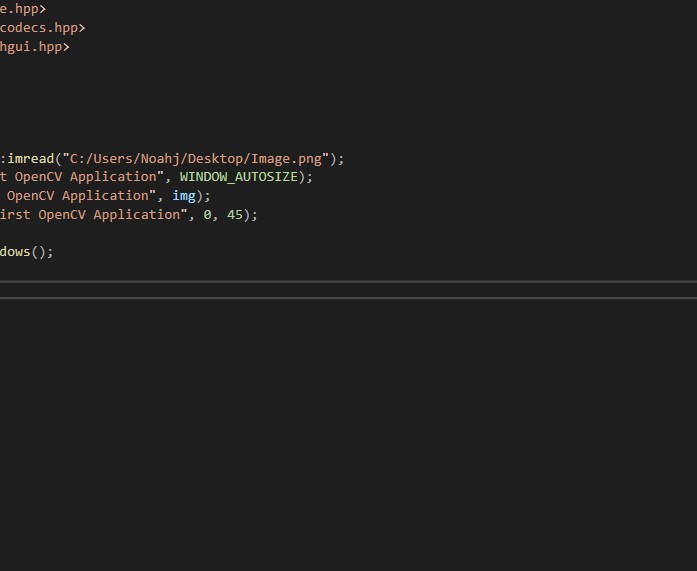 e.hpp>
codecs.hpp>
hgui.hpp>
:imread("C:/Users/Noahj/Desktop/Image.png");
t OpenCV Application", WINDOW_AUTOSIZE);
OpenCV Application", img);
irst OpenCV Application", 0, 45);
dows();